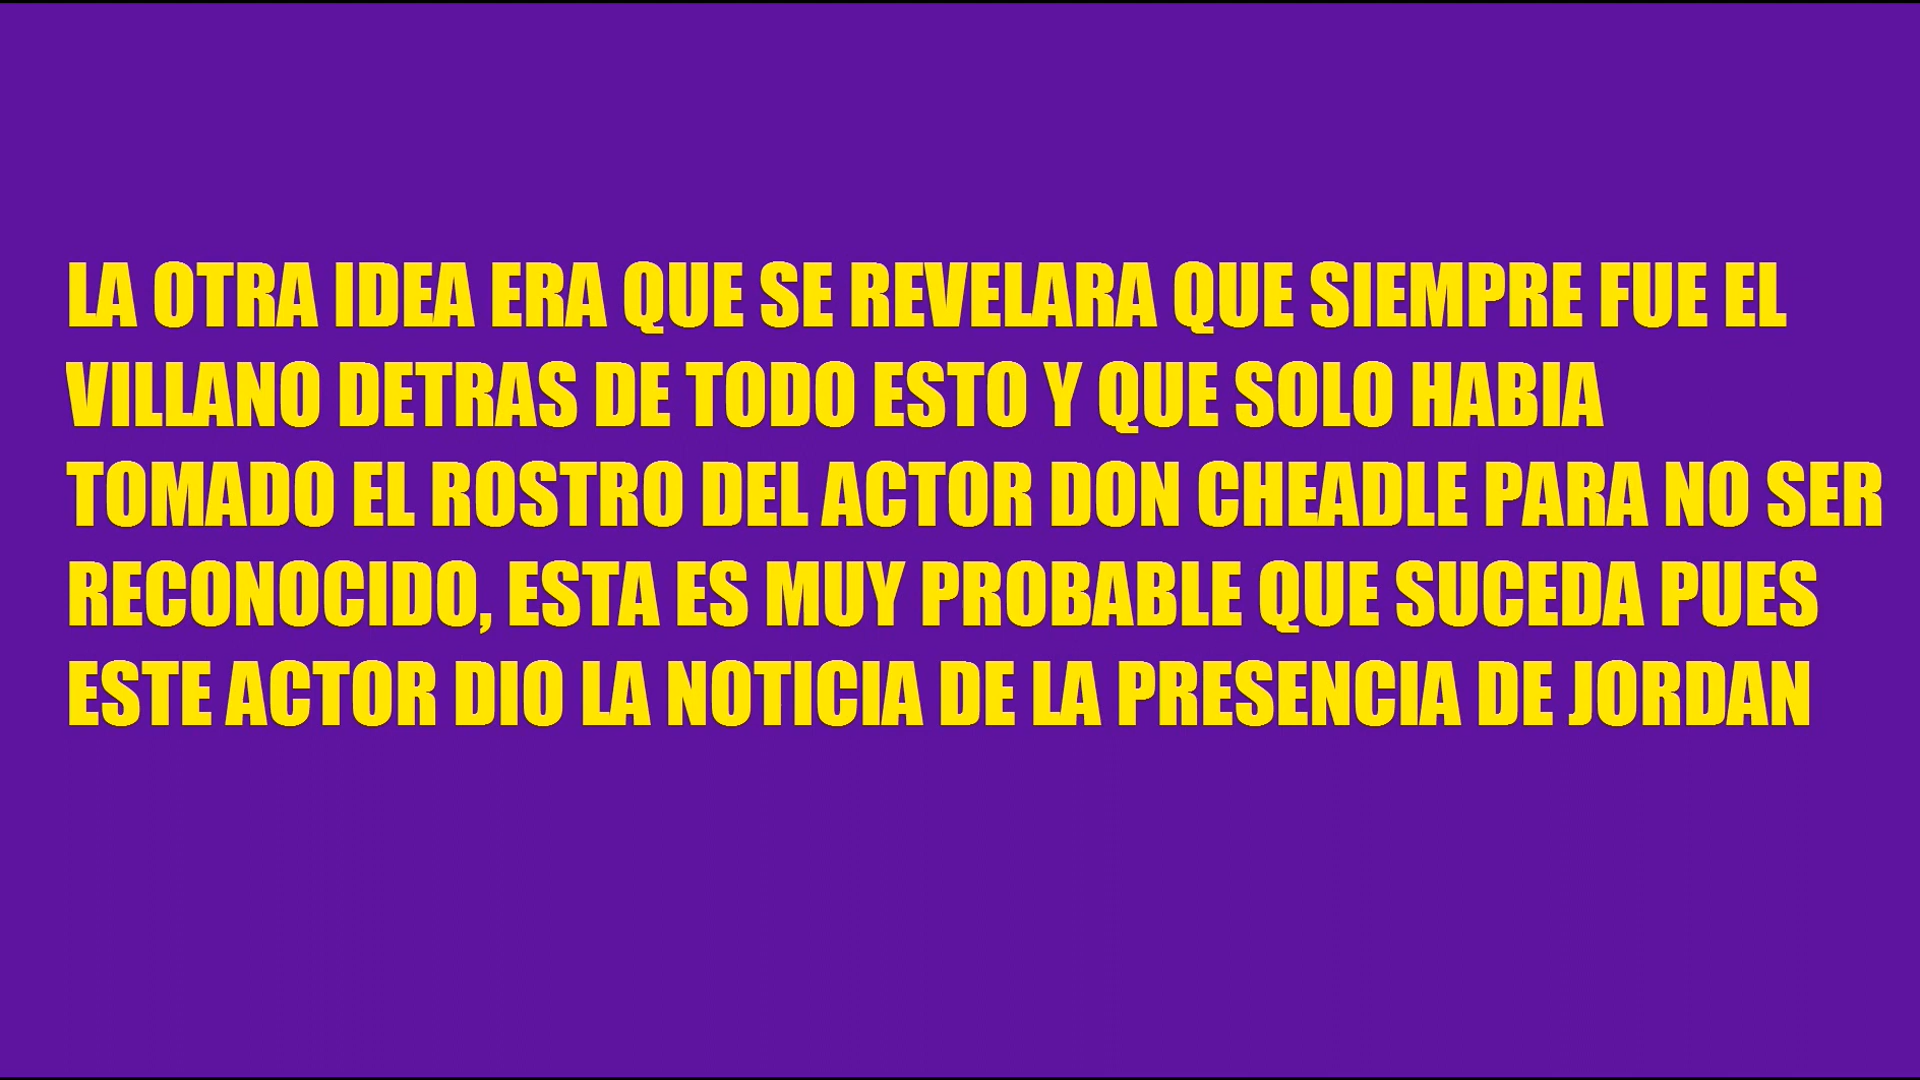 LA OTRA IDEA ERA QUE SE REVELARA QUE SIEMPRE FUE EL
VILLANO DETRAS DE TODO ESTO Y QUE SOLO HABIA
TOMADO EL ROSTRO DEL ACTOR DON CHEADLE PARA NO SER
RECONOCIDO, ESTA ES MUY PROBABLE QUE SUCEDA PUES
ESTE ACTOR DIO LA NOTICIA DE LA PRESENCIA DE JORDAN